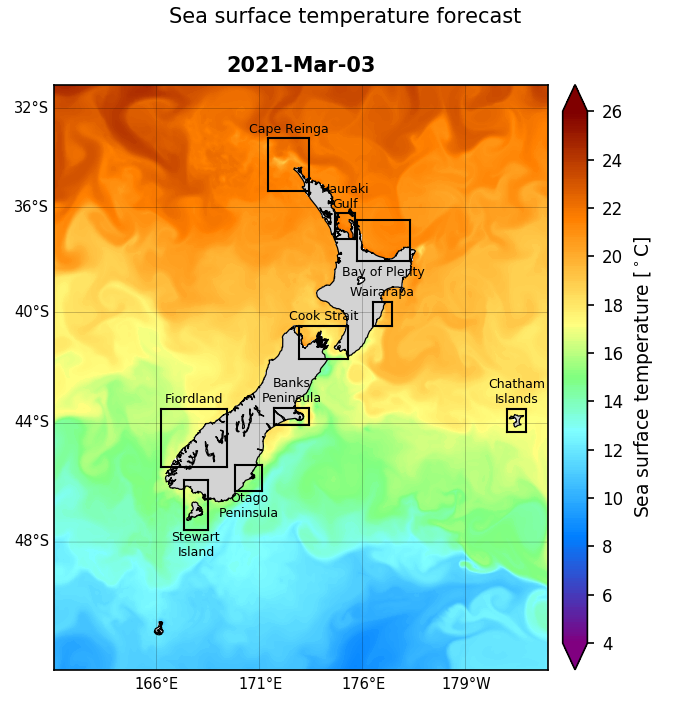 Sea surface temperature forecast
2021-Mar-03
32°S
36°S
40°S
44°S
48°S
Cape Reinga
Hauraki
Gulf
Bay of Plenty
Wairarapa
Cook Strait
Banks
Peninsula
Fiordland
Chatham
Islands
Otago
Peninsula
Stewart
Island
166°E
171°E
176°E
179°W
26
24
22
20
18
16
14
12
10
8
6
4
Sea surface temperature [°C]